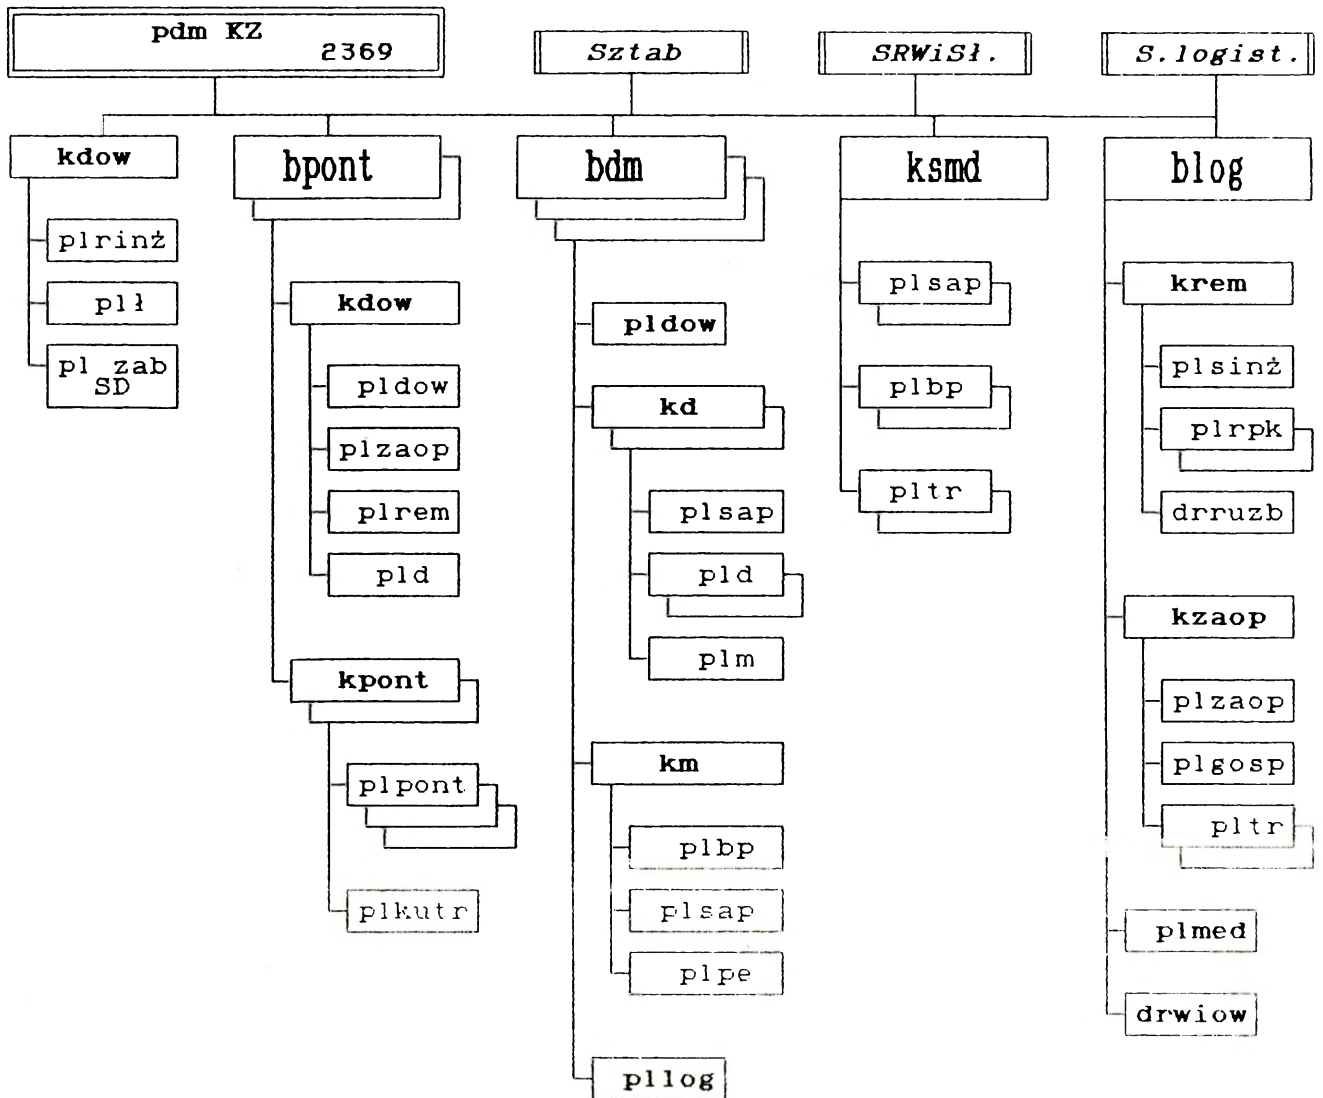 pdm KZ
2369
Sztab
SRWiSł.
S.logist.
kdow
plrinż
plł
pl zab
SD
bpont
kdow
pldow
plzaop
plrem
pld
kpont
plpont
plkutr
bdm
pldow
kd
plsap
pld
plm
km
plbp
plsap
plpe
pllog
ksmd
plsap
plbp
pltr
blog
krem
plsinż
plrpk
drruzb
kzaop
plzaop
plgosp
pltr
plmed
drwiow